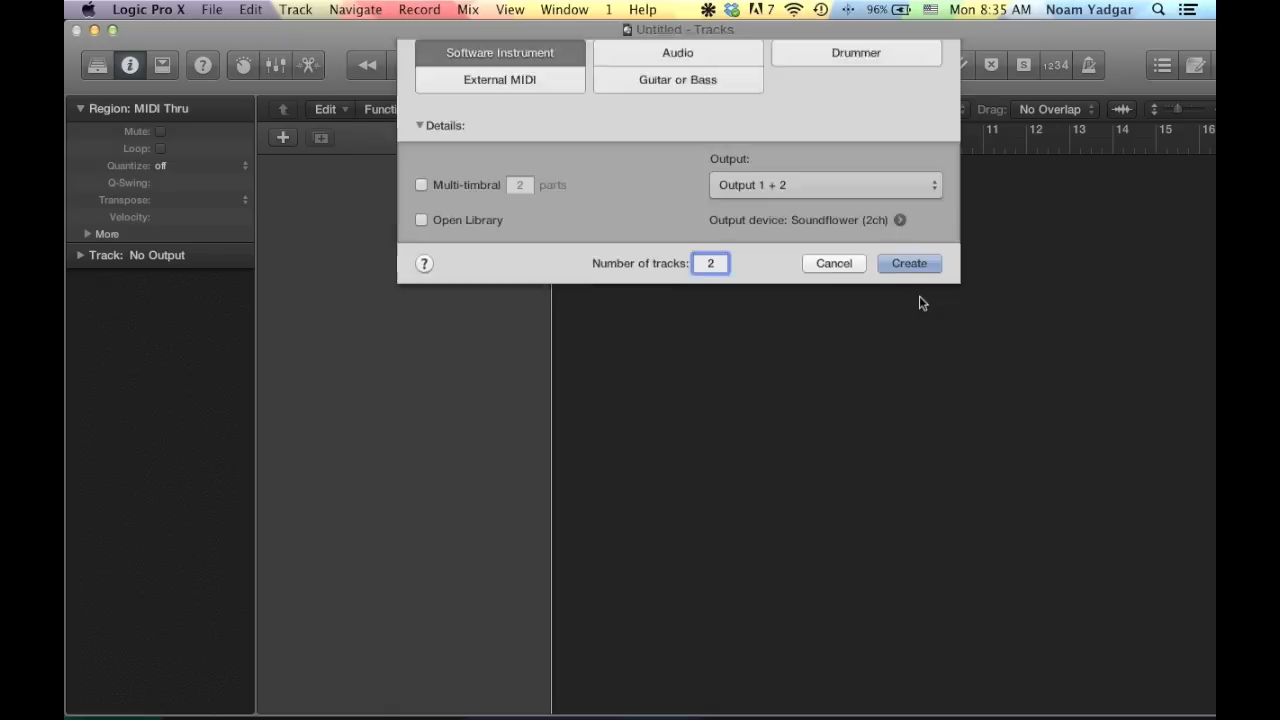 Logic Pro X File Edit Track Navigate Record Mix View Window 1 Help 7 96% Mon 8:35 AM Noam Yadgar
Untitled - Tracks
Software Instrument Audio Drummer
External MIDI Guitar or Bass
1234
Region: MIDI Thru
Edit Functi
Drag: No Overlap
Details:
Mute:
11 12 13 14 15 16
Loop:
Quantize: off
Output:
Q-Swing:
Multi-timbral 2 parts
Output 1 + 2
Transpose:
Velocity:
Open Library
Output device: Soundflower (2ch)
More
Track: No Output
? Number of tracks: 2 Cancel Create